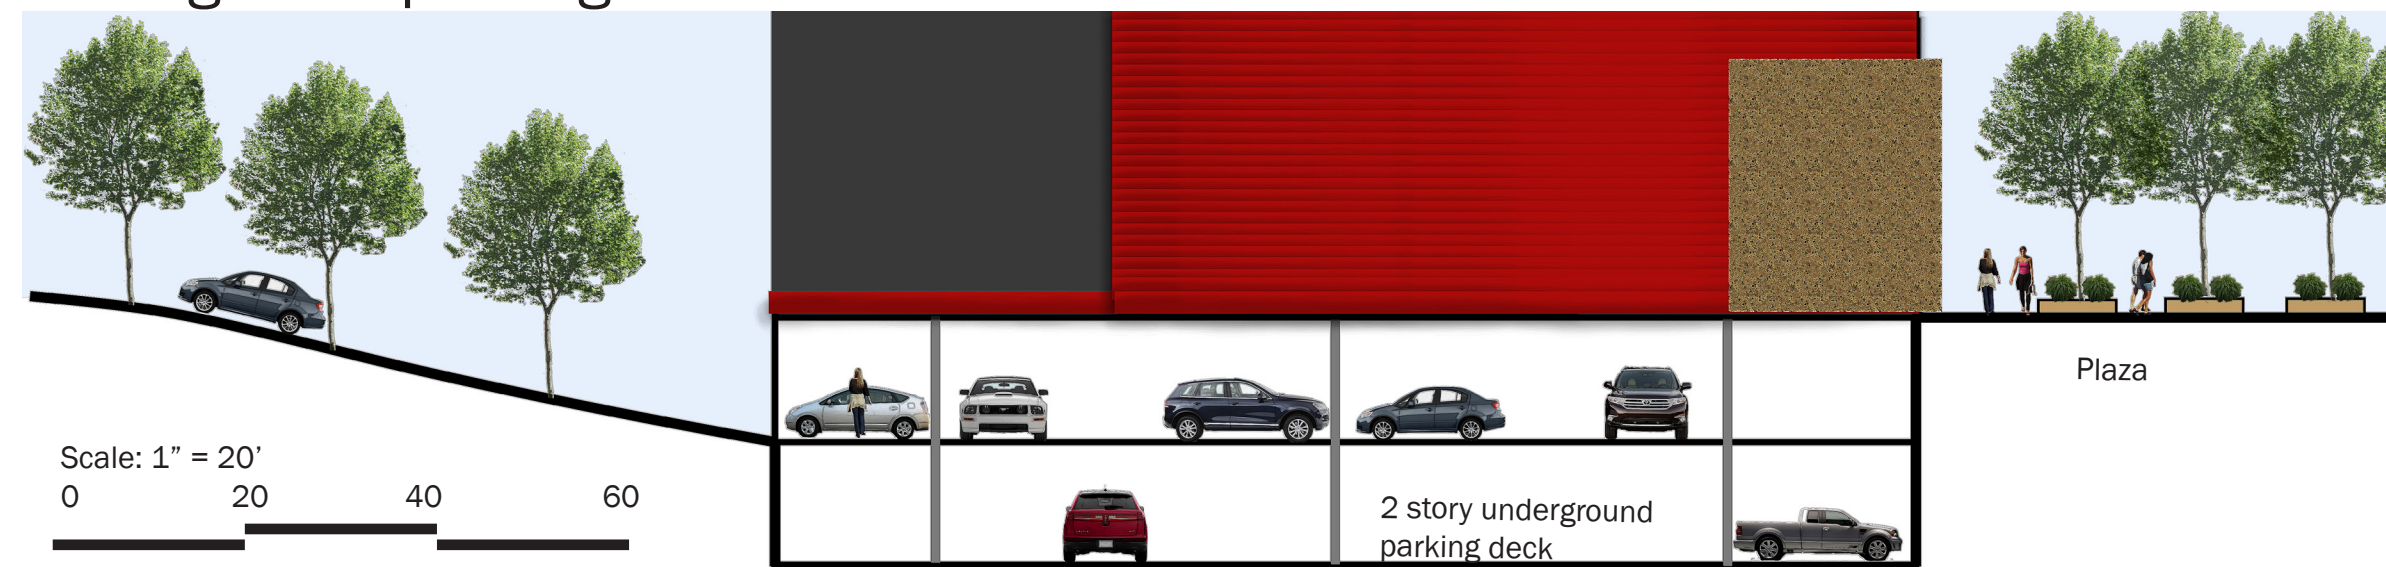 Plaza
Scale: 1” = 20’
0 20 40 60
2 story underground
parking deck